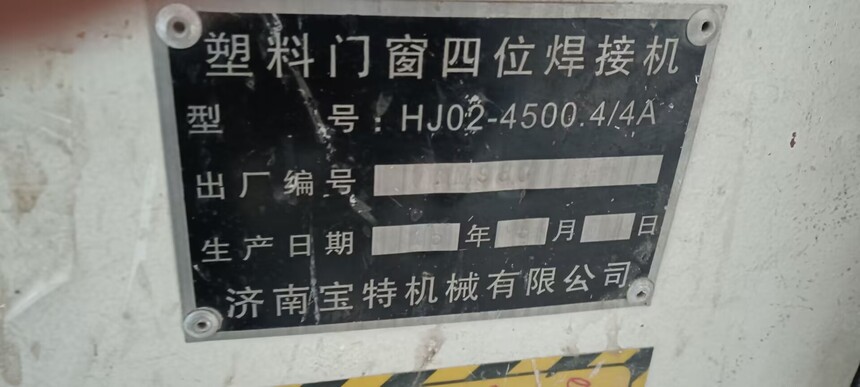 塑料门窗四位焊接机
型 号：HJ02-4500.4/4A
出厂编号
生产日期 年 月 日
济南宝特机械有限公司